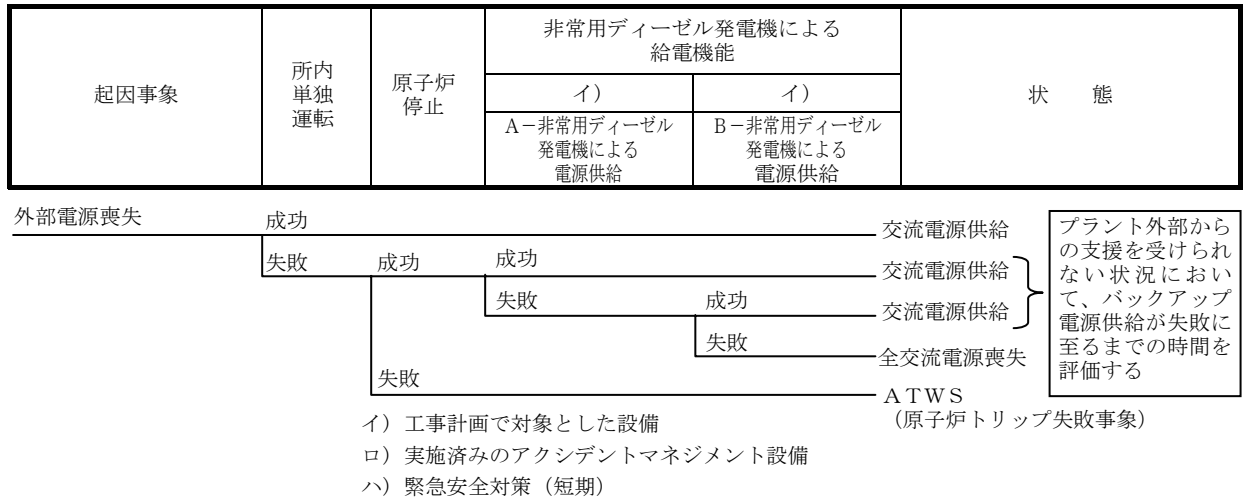 起因事象
所内
単独
運転
原子炉
停止
非常用ディーゼル発電機による
給電機能
イ）
A－非常用ディーゼル
発電機による
電源供給
イ）
B－非常用ディーゼル
発電機による
電源供給
状　　態
外部電源喪失
成功
交流電源供給
失敗
成功
成功
交流電源供給
失敗
成功
交流電源供給
失敗
全交流電源喪失
失敗
ＡＴＷＳ
（原子炉トリップ失敗事象）
プラント外部から
の支援を受けられ
ない状況におい
て、バックアップ
電源供給が失敗に
至るまでの時間を
評価する
イ）工事計画で対象とした設備
ロ）実施済みのアクシデントマネジメント設備
ハ）緊急安全対策（短期）